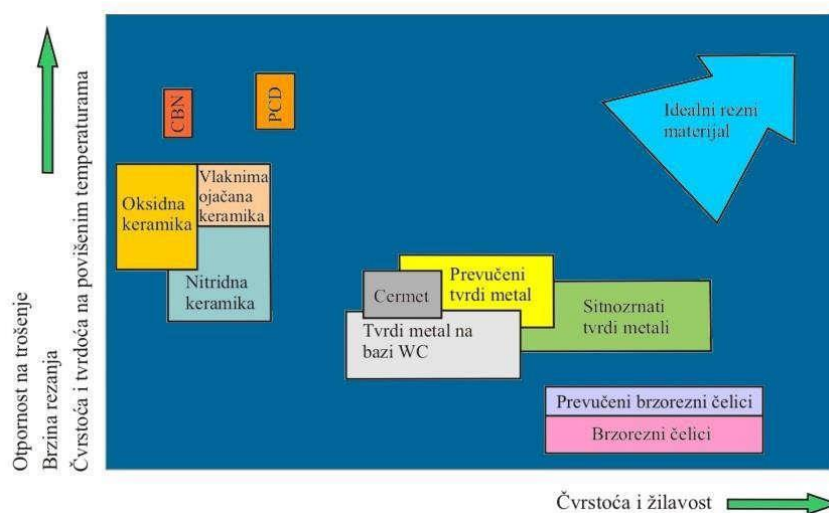 Otpornost na trošenje
Brzina rezanja
Čvrstoća i tvrdoća na povišenim temperaturama
CBN
PCD
Idealni rezni
materijal
Oksidna
keramika
Vlaknima
ojačana
keramika
Nitridna
keramika
Cermet
Prevučeni
tvrdi metal
Tvrdi metal na
bazi WC
Sitnozrnati
tvrdi metali
Prevučeni brzorezni čelici
Brzorezni čelici
Čvrstoća i žilavost